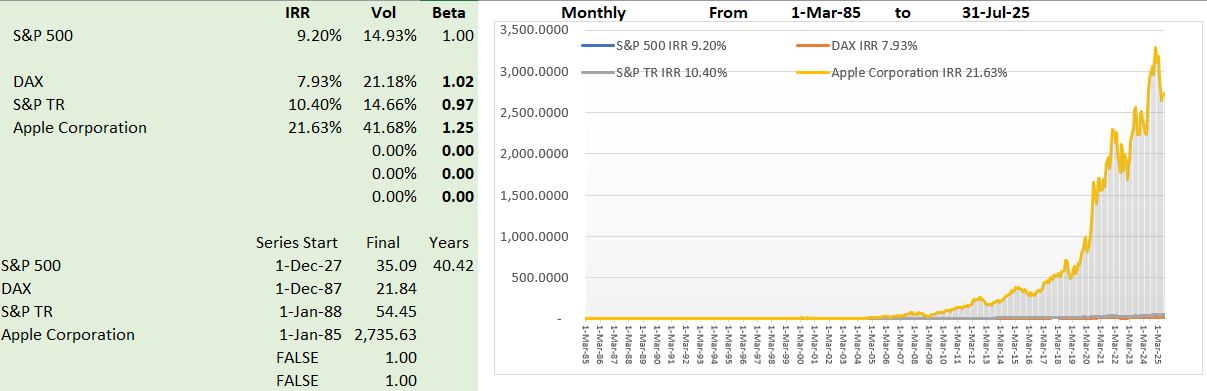 IRR Vol Beta
S&P 500 9.20% 14.93% 1.00
DAX 7.93% 21.18% 1.02
S&P TR 10.40% 14.66% 0.97
Apple Corporation 21.63% 41.68% 1.25
0.00% 0.00
0.00% 0.00
0.00% 0.00
Series Start Final Years
S&P 500 1-Dec-27 35.09 40.42
DAX 1-Dec-87 21.84
S&P TR 1-Jan-88 54.45
Apple Corporation 1-Jan-85 2,735.63
FALSE 1.00
FALSE 1.00
Monthly From 1-Mar-85 to 31-Jul-25
S&P 500 IRR 9.20% DAX IRR 7.93%
S&P TR IRR 10.40% Apple Corporation IRR 21.63%
3,500.0000
3,000.0000
2,500.0000
2,000.0000
1,500.0000
1,000.0000
500.0000
-
1-Mar-85
1-Mar-86
1-Mar-87
1-Mar-88
1-Mar-89
1-Mar-90
1-Mar-91
1-Mar-92
1-Mar-93
1-Mar-94
1-Mar-95
1-Mar-96
1-Mar-97
1-Mar-98
1-Mar-99
1-Mar-00
1-Mar-01
1-Mar-02
1-Mar-03
1-Mar-04
1-Mar-05
1-Mar-06
1-Mar-07
1-Mar-08
1-Mar-09
1-Mar-10
1-Mar-11
1-Mar-12
1-Mar-13
1-Mar-14
1-Mar-15
1-Mar-16
1-Mar-17
1-Mar-18
1-Mar-19
1-Mar-20
1-Mar-21
1-Mar-22
1-Mar-23
1-Mar-24
1-Mar-25